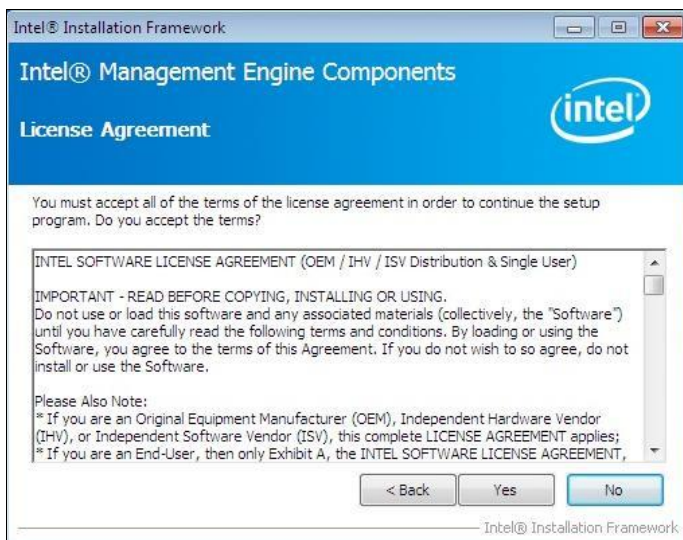 Intel® Installation Framework
Intel® Management Engine Components
intel
License Agreement
You must accept all of the terms of the license agreement in order to continue the setup
program. Do you accept the terms?
INTEL SOFTWARE LICENSE AGREEMENT (OEM / IHV / ISV Distribution & Single User)
IMPORTANT - READ BEFORE COPYING, INSTALLING OR USING.
Do not use or load this software and any associated materials (collectively, the "Software")
until you have carefully read the following terms and conditions. By loading or using the
Software, you agree to the terms of this Agreement. If you do not wish to so agree, do not
install or use the Software.
Please Also Note:
* If you are an Original Equipment Manufacturer (OEM), Independent Hardware Vendor
(IHV), or Independent Software Vendor (ISV), this complete LICENSE AGREEMENT applies;
* If you are an End-User, then only Exhibit A, the INTEL SOFTWARE LICENSE AGREEMENT,
< Back
Yes
No
Intel® Installation Framework